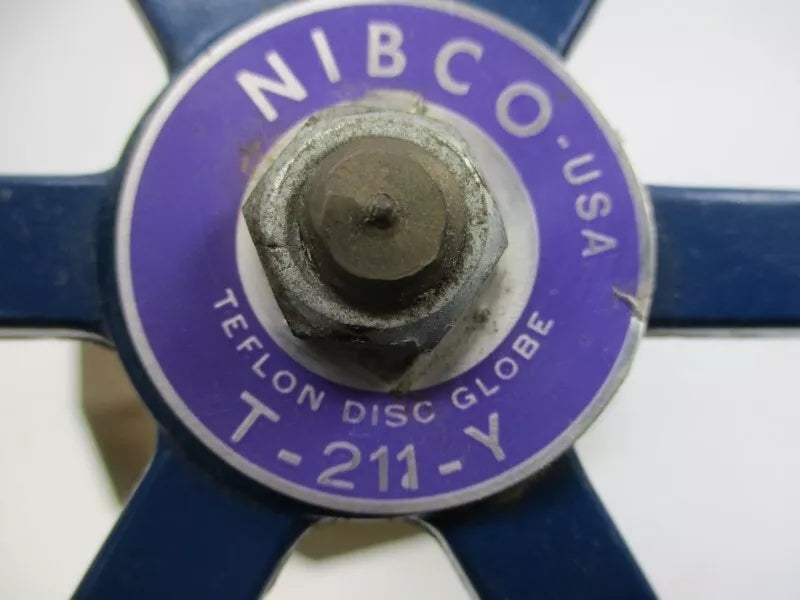 NIBCO - USA
TEFLON DISC GLOBE
T-211-Y